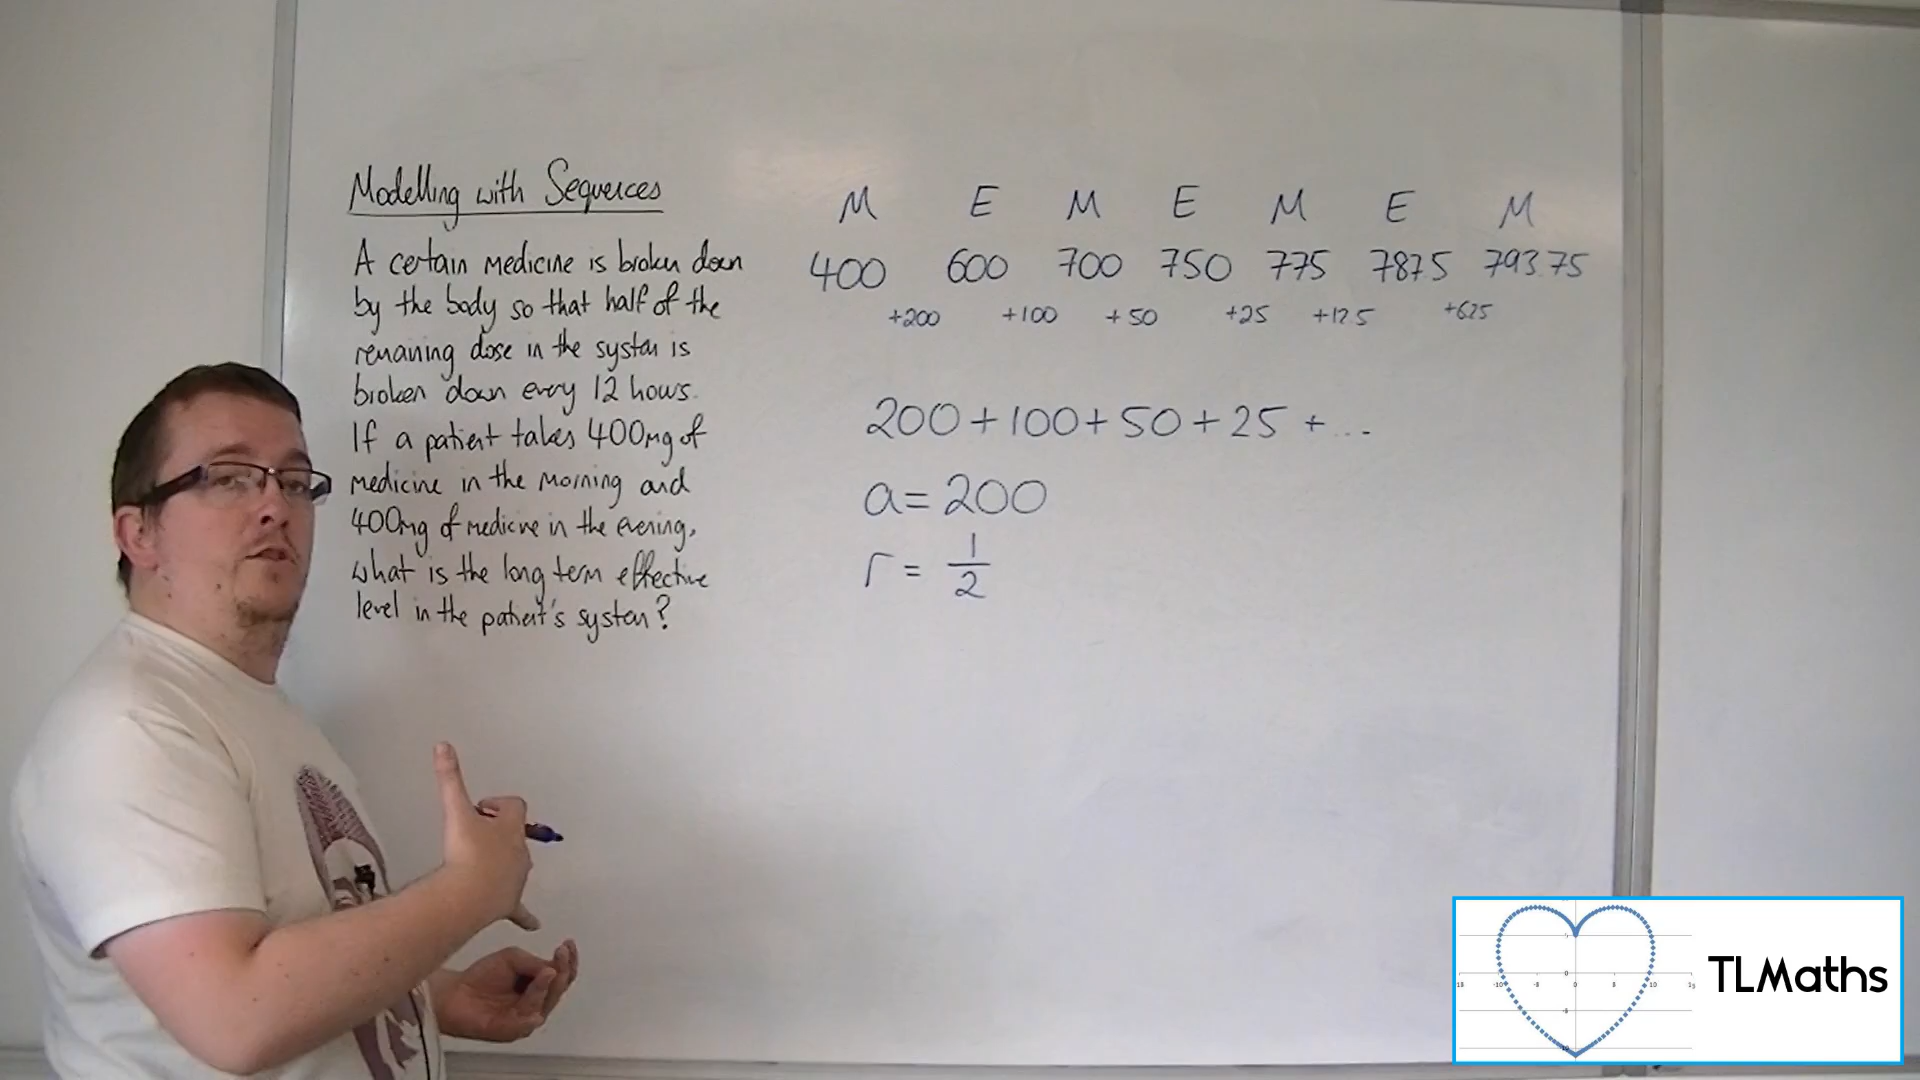 Modelling with Sequences
A certain medicine is broken down
by the body so that half of the
remaining dose in the system is
broken down every 12 hours.
If a patient takes 400mg of
medicine in the morning and
400mg of medicine in the evening,
what is the long term effective
level in the patient's system?
M E M E M E M
400 600 700 750 775 787.5 793.75
+200 +100 +50 +25 +12.5 +6.25
200+100+50+25+...
a=200
r = 1/2
TLMaths